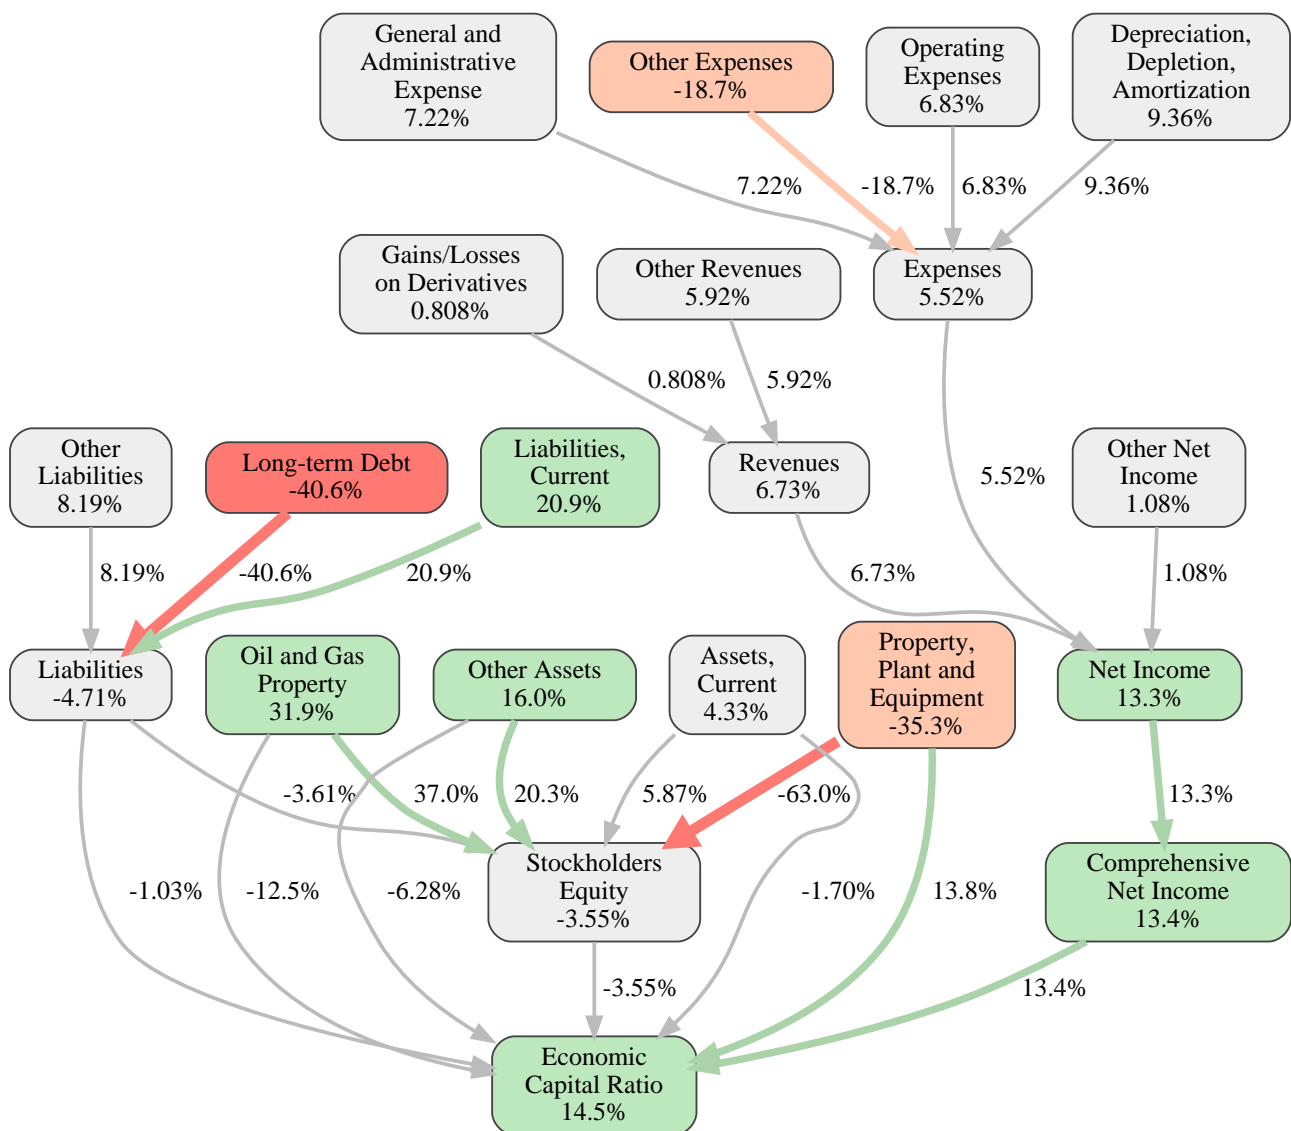 General and
Administrative
Expense
7.22%
Other Expenses
-18.7%
Operating
Expenses
6.83%
Depreciation,
Depletion,
Amortization
9.36%
7.22%
-18.7%
6.83%
9.36%
Gains/Losses
on Derivatives
0.808%
Other Revenues
5.92%
Expenses
5.52%
0.808%
5.92%
5.52%
Other
Liabilities
8.19%
Long-term Debt
-40.6%
Liabilities,
Current
20.9%
Revenues
6.73%
Other Net
Income
1.08%
8.19%
-40.6%
20.9%
6.73%
1.08%
Liabilities
-4.71%
Oil and Gas
Property
31.9%
Other Assets
16.0%
Assets,
Current
4.33%
Property,
Plant and
Equipment
-35.3%
Net Income
13.3%
-3.61%
37.0%
20.3%
5.87%
-63.0%
13.3%
Stockholders
Equity
-3.55%
Comprehensive
Net Income
13.4%
-1.03%
-12.5%
-6.28%
-1.70%
13.8%
-3.55%
13.4%
Economic
Capital Ratio
14.5%